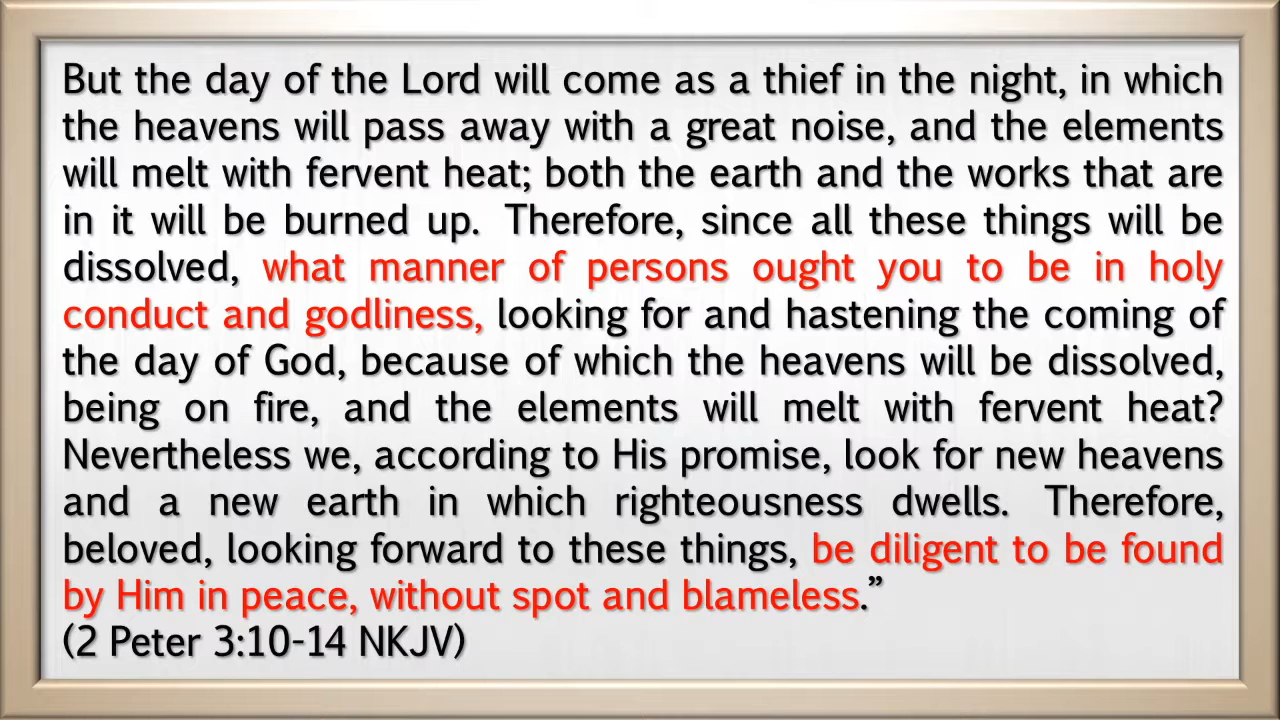 But the day of the Lord will come as a thief in the night, in which
the heavens will pass away with a great noise, and the elements
will melt with fervent heat; both the earth and the works that are
in it will be burned up. Therefore, since all these things will be
dissolved, what manner of persons ought you to be in holy
conduct and godliness, looking for and hastening the coming of
the day of God, because of which the heavens will be dissolved,
being on fire, and the elements will melt with fervent heat?
Nevertheless we, according to His promise, look for new heavens
and a new earth in which righteousness dwells. Therefore,
beloved, looking forward to these things, be diligent to be found
by Him in peace, without spot and blameless.”
(2 Peter 3:10-14 NKJV)